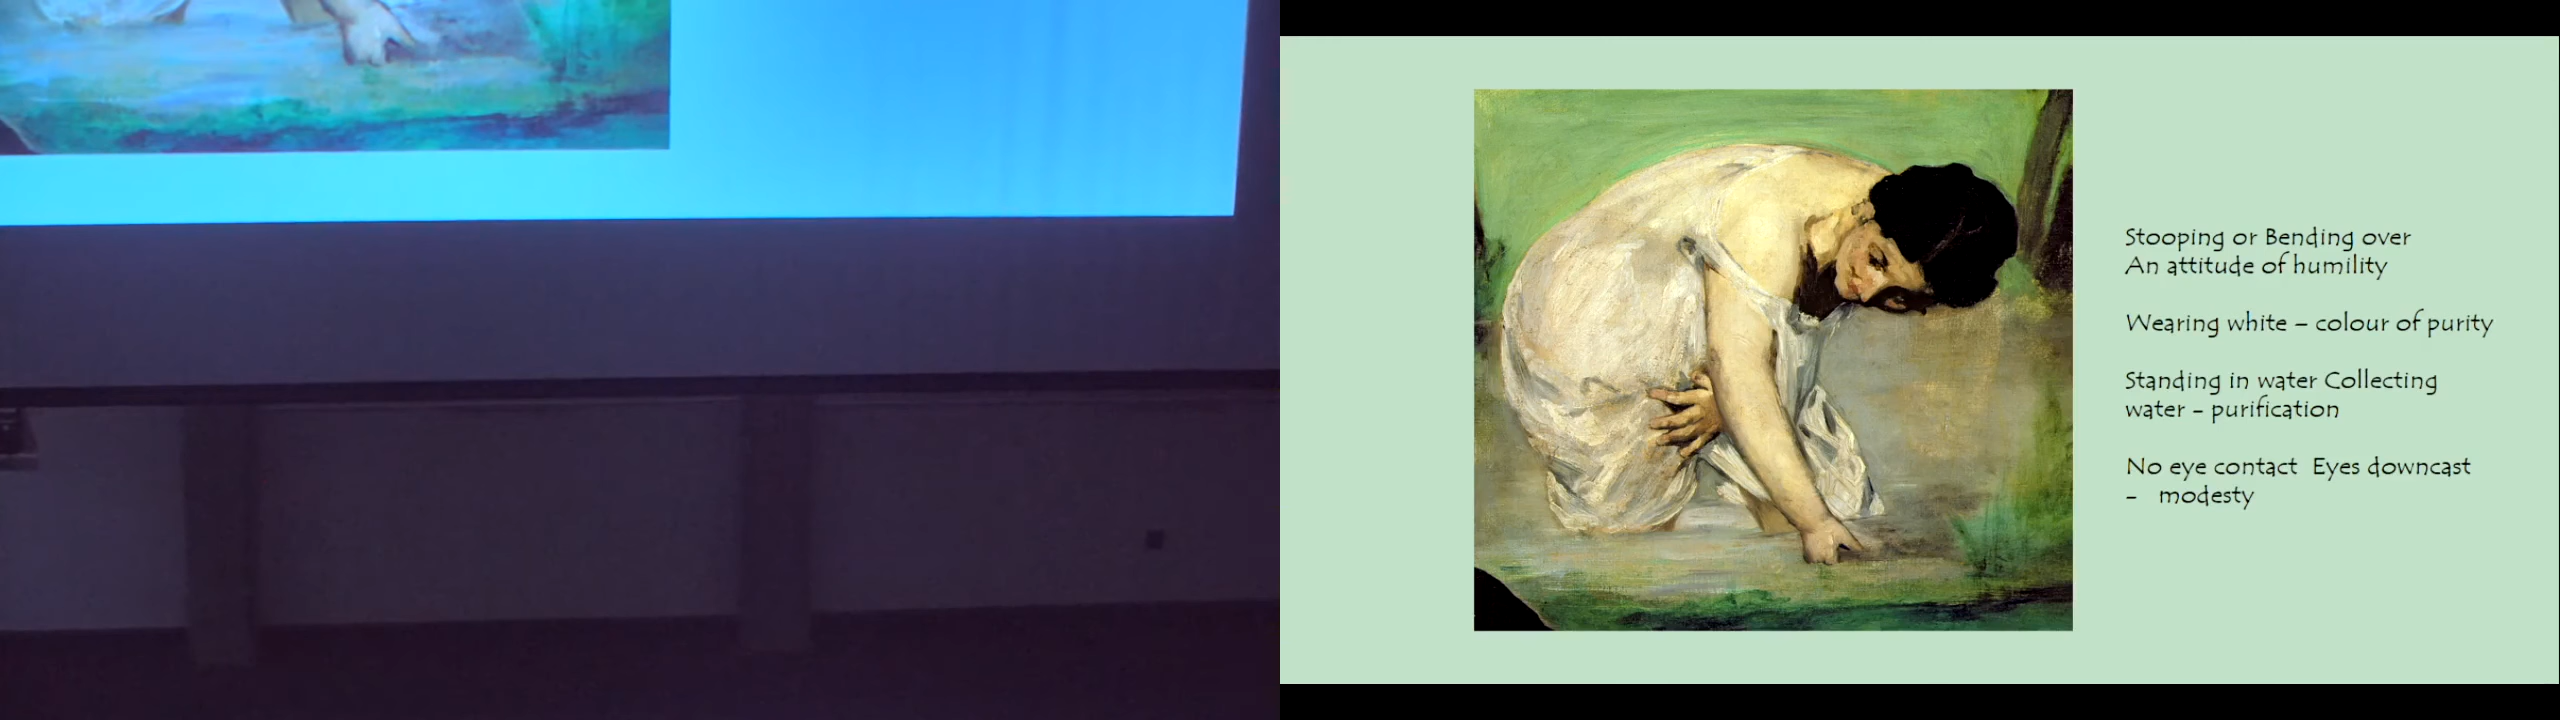 Stooping or Bending over
An attitude of humility
Wearing white – colour of purity
Standing in water Collecting
water - purification
No eye contact  Eyes downcast
-   modesty